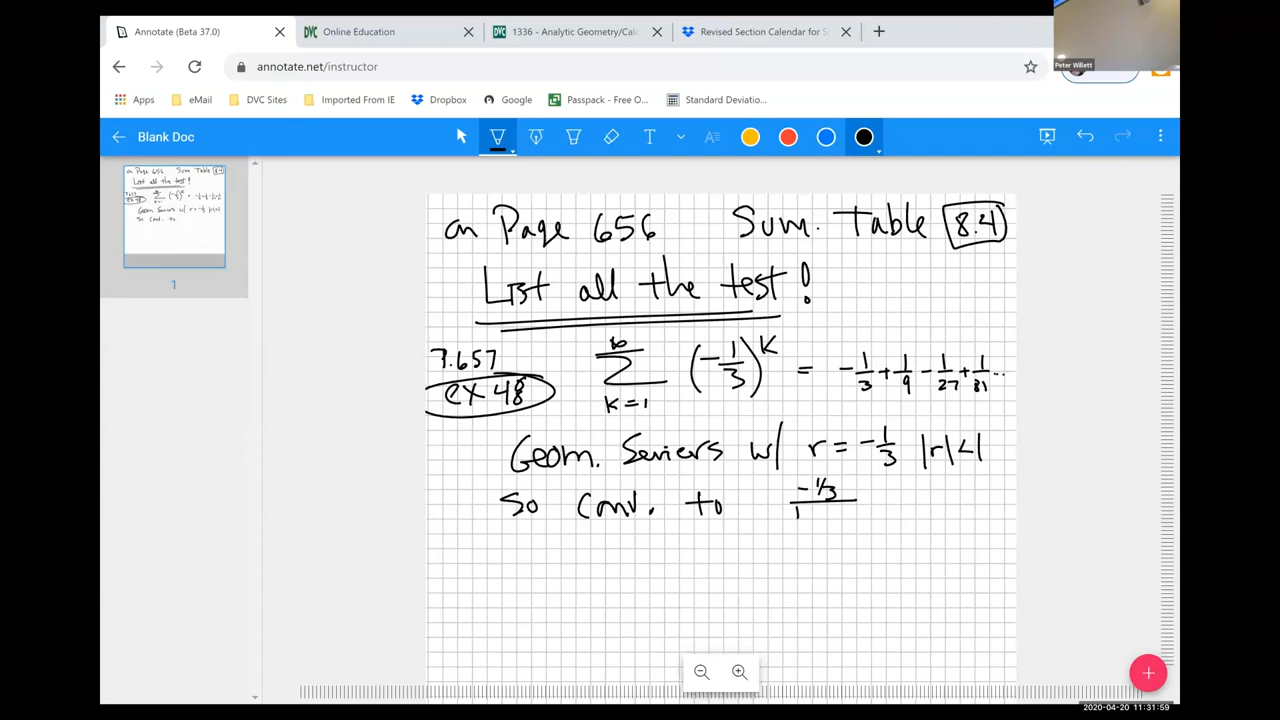 Annotate (Beta 37.0)
Online Education
DVC 1336 - Analytic Geometry/Calc
Revised Section Calendar for S
Peter Willett
annotate.net/instructor
Apps eMail DVC Sites Imported From IE Dropbox Google Passpack - Free O... Standard Deviatio...
Blank Doc
T
1
on Page 656 Sum. Table 8.4
List all the test!
7.657
ex 48
∞ ∑ K=1 (-1/3)^K = -1/3 + 1/9 - 1/27 + 1/81 ...
Geom. Seriers w/ r = -1/3 |r|<1
So Conv. to -1/3 / 1
2020-04-20 11:31:59